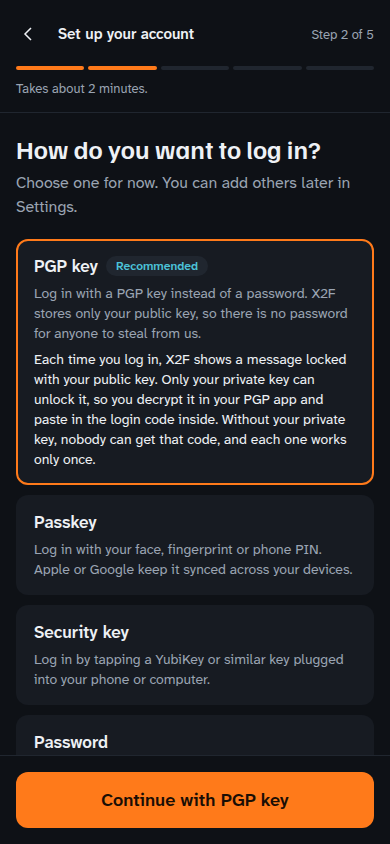 Set up your account
Step 2 of 5
Takes about 2 minutes.
How do you want to log in?
Choose one for now. You can add others later in
Settings.
PGP key
Recommended
Log in with a PGP key instead of a password. X2F
stores only your public key, so there is no password
for anyone to steal from us.
Each time you log in, X2F shows a message locked
with your public key. Only your private key can
unlock it, so you decrypt it in your PGP app and
paste in the login code inside. Without your private
key, nobody can get that code, and each one works
only once.
Passkey
Log in with your face, fingerprint or phone PIN.
Apple or Google keep it synced across your devices.
Security key
Log in by tapping a YubiKey or similar key plugged
into your phone or computer.
Password
Continue with PGP key